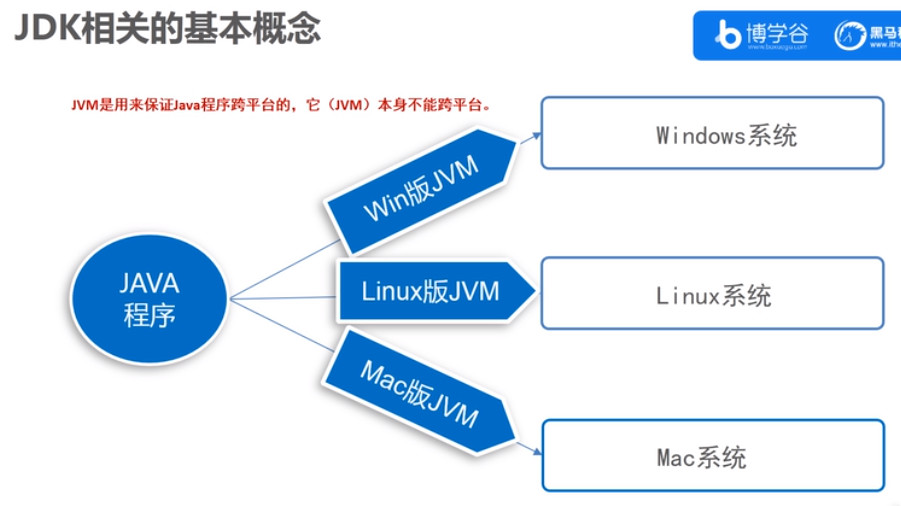 JDK相关的基本概念
博学谷
黑马
JVM是用来保证Java程序跨平台的，它（JVM）本身不能跨平台。
Windows系统
Win版JVM
JAVA
程序
Linux版JVM
Linux系统
Mac版JVM
Mac系统